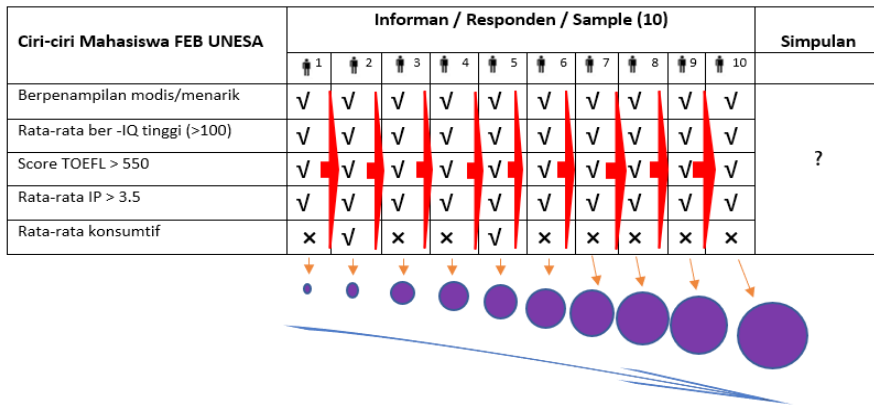 Ciri-ciri Mahasiswa FEB UNESA
Informan / Responden / Sample (10)
Simpulan
1 2 3 4 5 6 7 8 9 10
Berpenampilan modis/menarik √ √ √ √ √ √ √ √ √ √
Rata-rata ber -IQ tinggi (>100) √ √ √ √ √ √ √ √ √ √
Score TOEFL > 550 √ √ √ √ √ √ √ √ √ √
?
Rata-rata IP > 3.5 √ √ √ √ √ √ √ √ √ √
Rata-rata konsumtif × √ × × √ × × × × ×